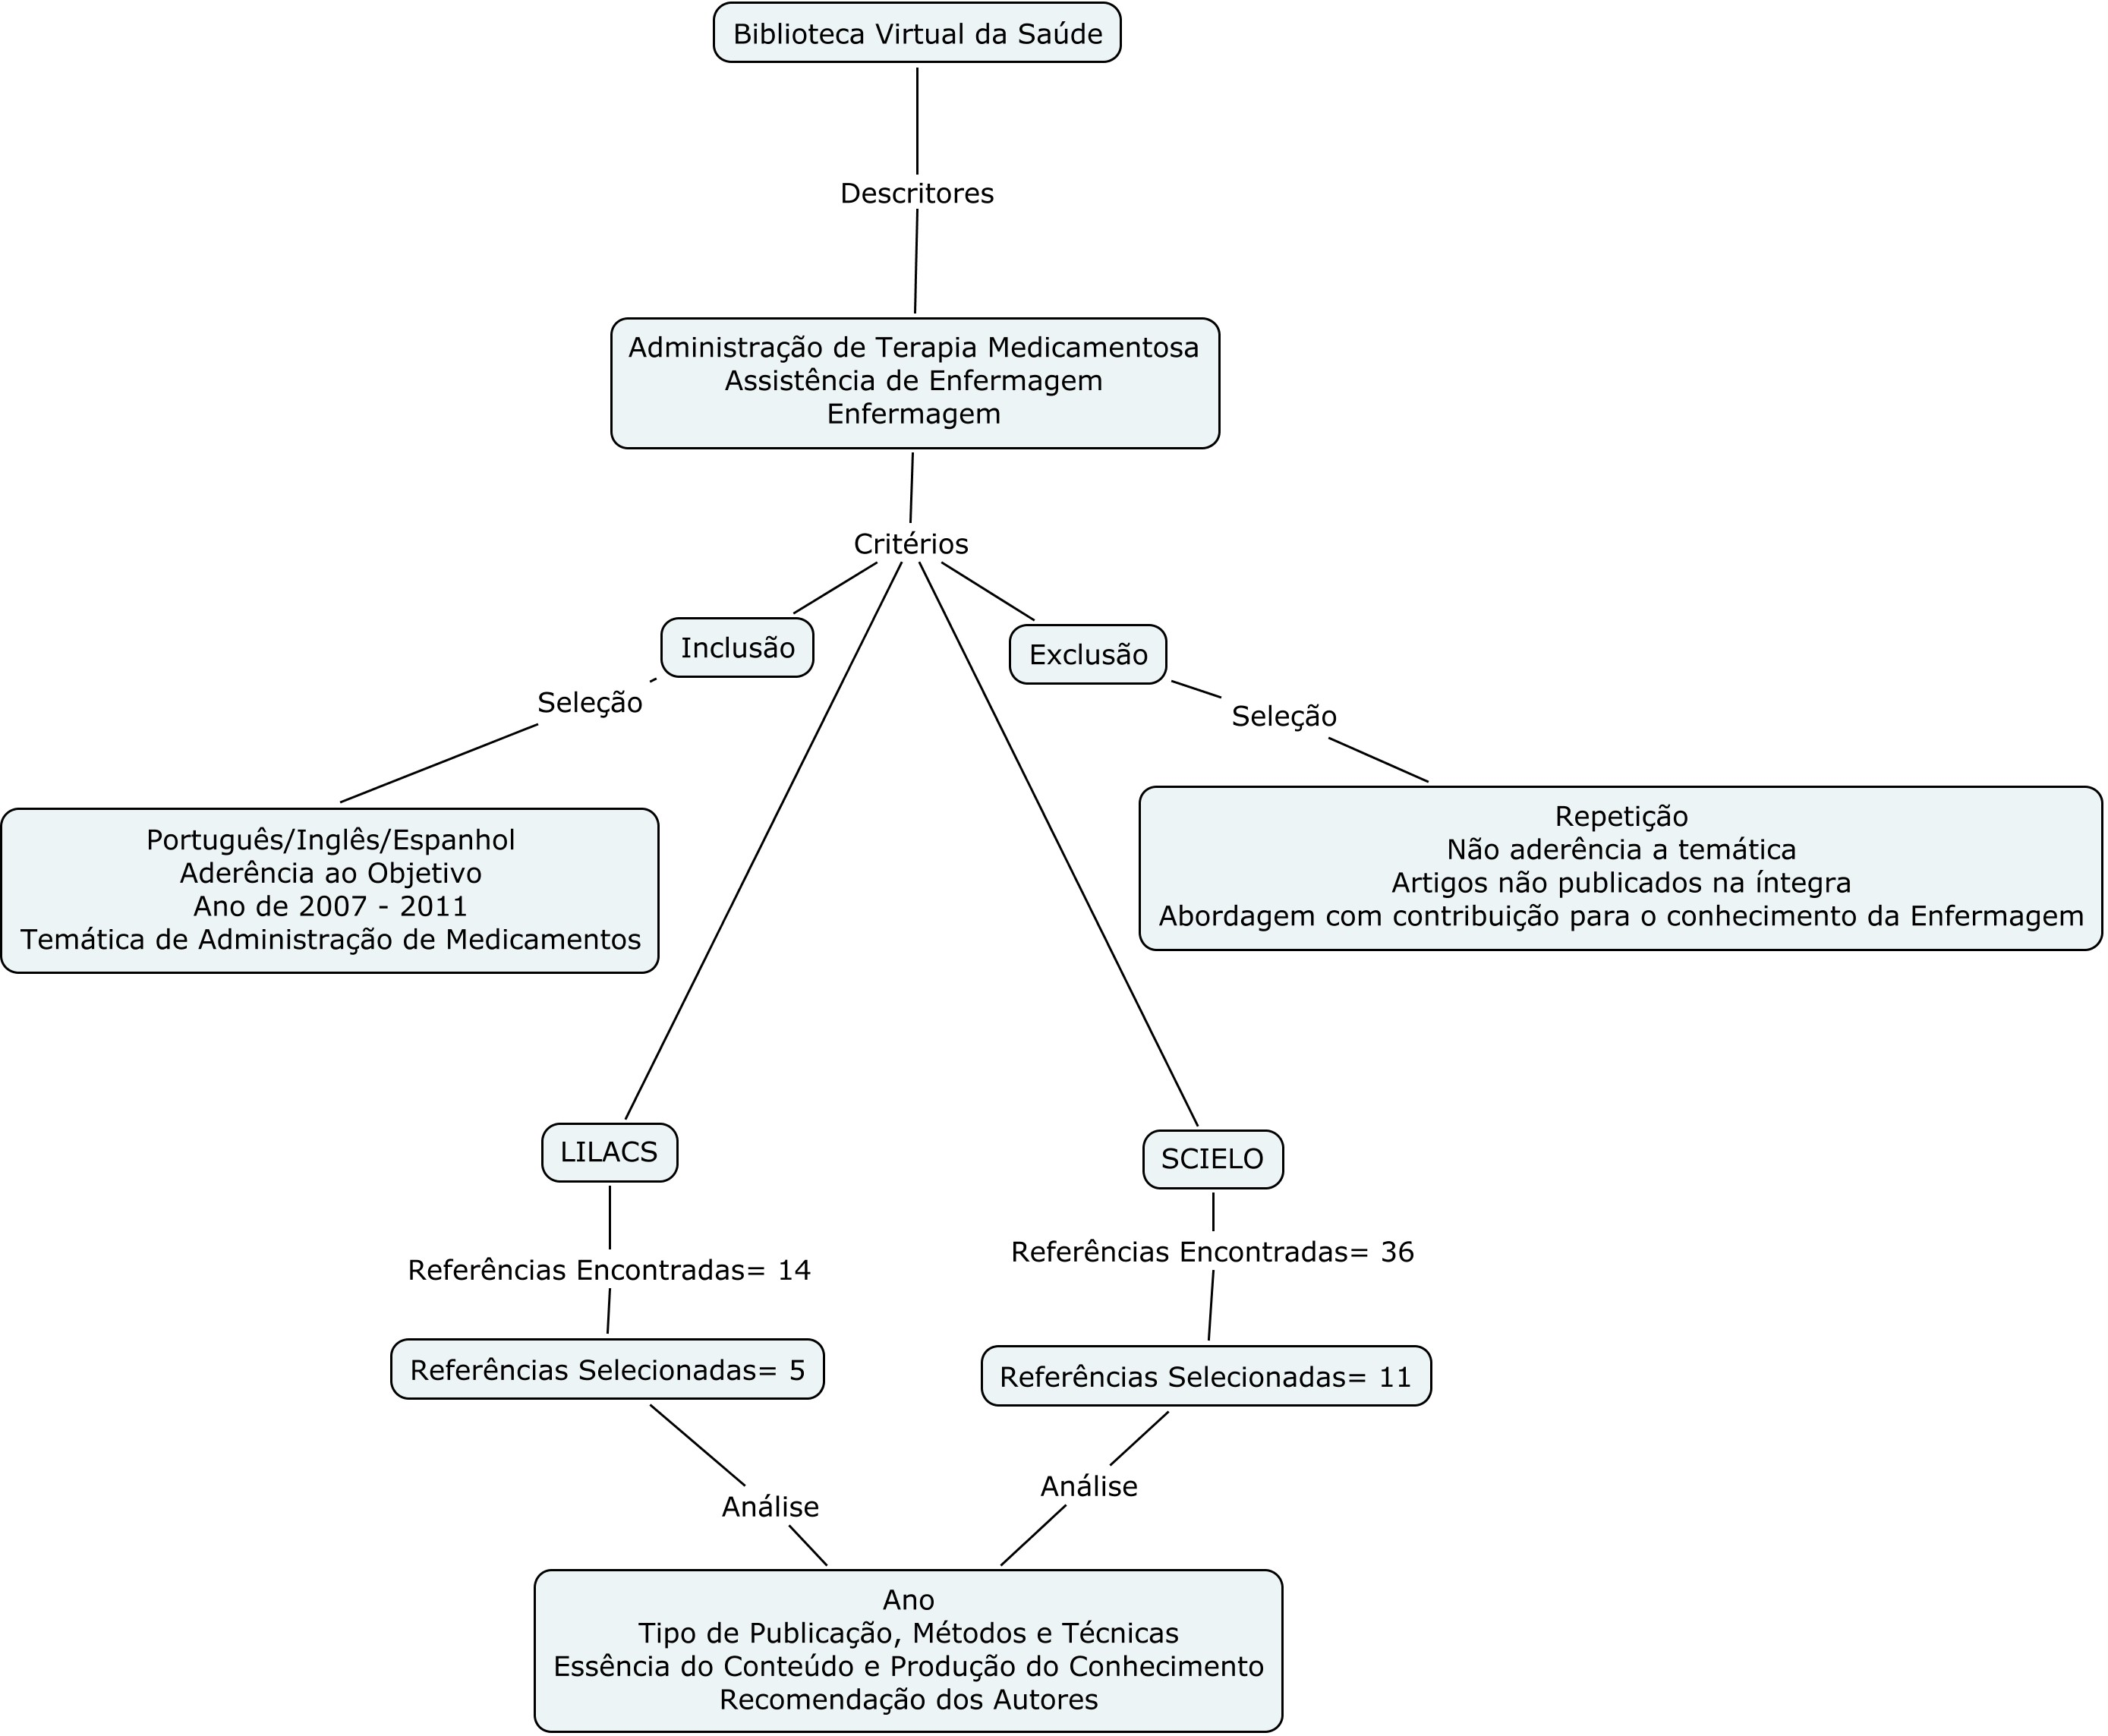 Biblioteca Virtual da Saúde
Descritores
Administração de Terapia Medicamentosa
Assistência de Enfermagem
Enfermagem
Critérios
Inclusão
Exclusão
Seleção
Seleção
Português/Inglês/Espanhol
Aderência ao Objetivo
Ano de 2007 - 2011
Temática de Administração de Medicamentos
Repetição
Não aderência a temática
Artigos não publicados na íntegra
Abordagem com contribuição para o conhecimento da Enfermagem
LILACS
SCIELO
Referências Encontradas= 14
Referências Encontradas= 36
Referências Selecionadas= 5
Referências Selecionadas= 11
Análise
Análise
Ano
Tipo de Publicação, Métodos e Técnicas
Essência do Conteúdo e Produção do Conhecimento
Recomendação dos Autores